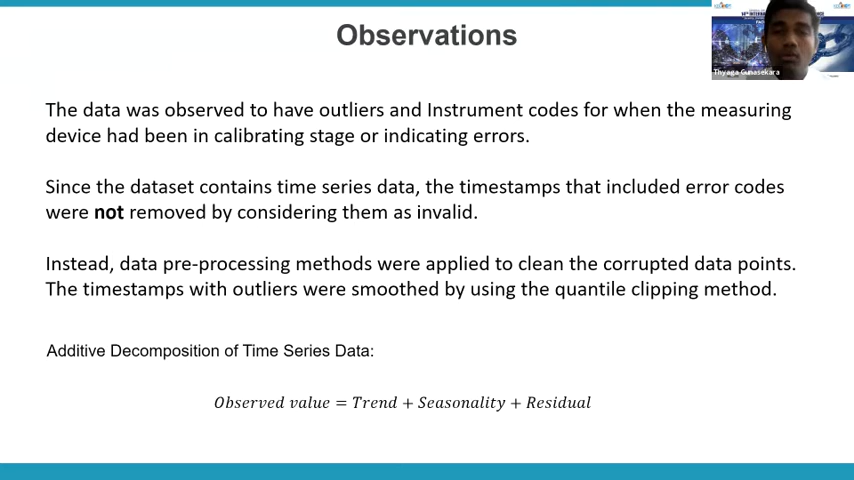 Observations
Thyaga Gunasekara
The data was observed to have outliers and Instrument codes for when the measuring
device had been in calibrating stage or indicating errors.
Since the dataset contains time series data, the timestamps that included error codes
were not removed by considering them as invalid.
Instead, data pre-processing methods were applied to clean the corrupted data points.
The timestamps with outliers were smoothed by using the quantile clipping method.
Additive Decomposition of Time Series Data:
Observed value = Trend + Seasonality + Residual